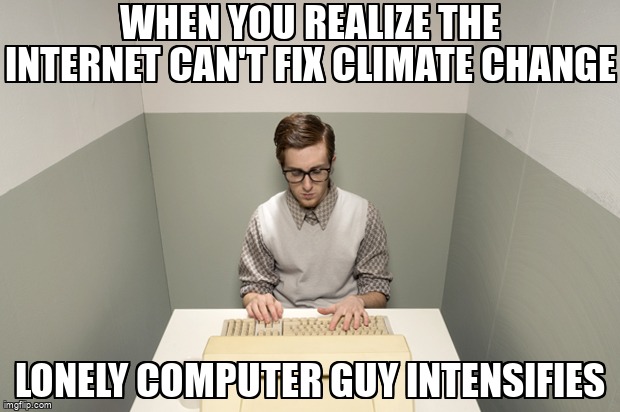 WHEN YOU REALIZE THE
INTERNET CAN'T FIX CLIMATE CHANGE
LONELY COMPUTER GUY INTENSIFIES
imgflip.com